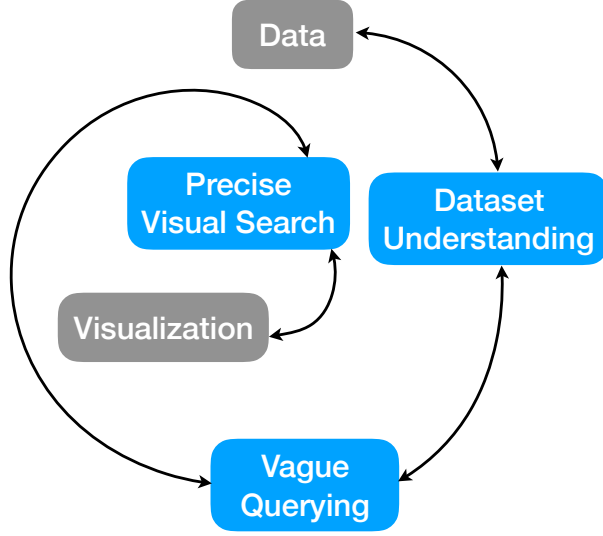 Data
Precise
Visual Search
Dataset
Understanding
Visualization
Vague
Querying